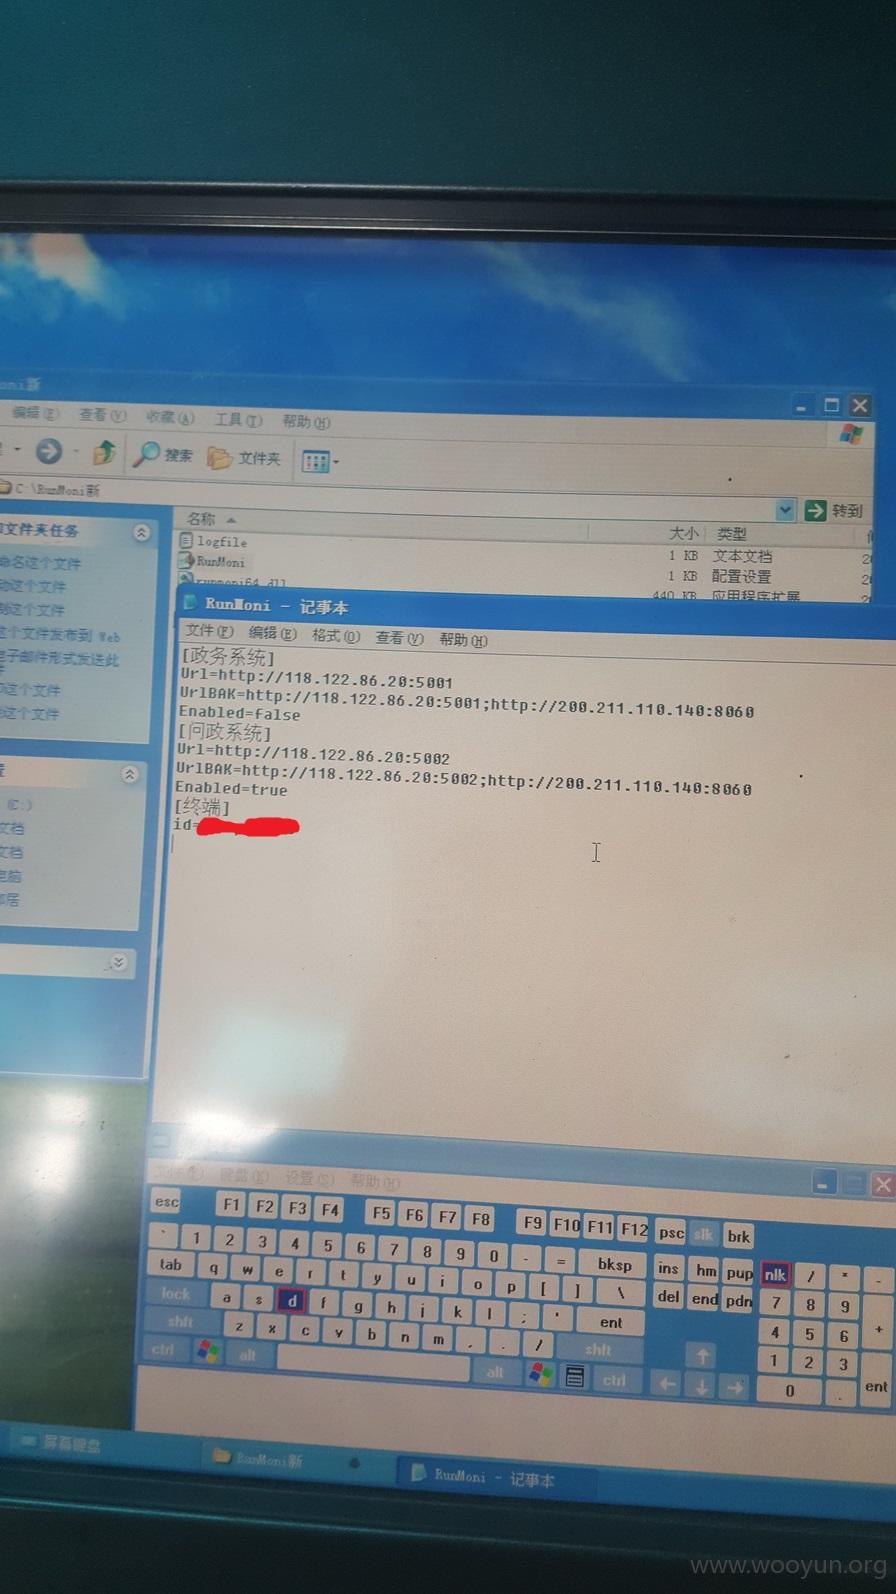 oni新
编辑(E) 查看(V) 收藏(A) 工具(T) 帮助(H)
搜索 文件夹
C:\RunMoni新
转到
名称 大小 类型
logfile 1 KB 文本文档
RunMoni 1 KB 配置设置
runmoni64.dll 440 KB 应用程序扩展
文件夹任务
命名这个文件
动这个文件
制这个文件
这个文件发布到 Web
子邮件形式发送此
这个文件
这个文件
(C:)
文档
文档
电脑
邻居
RunMoni - 记事本
文件(F) 编辑(E) 格式(O) 查看(V) 帮助(H)
[政务系统]
Url=http://118.122.86.20:5001
UrlBAK=http://118.122.86.20:5001;http://200.211.110.140:8060
Enabled=false
[问政系统]
Url=http://118.122.86.20:5002
UrlBAK=http://118.122.86.20:5002;http://200.211.110.140:8060
Enabled=true
[终端]
id=
文件(F) 键盘(K) 设置(S) 帮助(H)
esc F1 F2 F3 F4 F5 F6 F7 F8 F9 F10 F11 F12 psc slk brk
` 1 2 3 4 5 6 7 8 9 0 - = bksp ins hm pup nlk / * -
tab q w e r t y u i o p [ ] \ del end pdn 7 8 9 +
lock a s d f g h j k l ; ' ent 4 5 6
shft z x c v b n m , . / shft ↑ 1 2 3 ent
ctrl alt alt ctrl ← ↓ → 0 .
屏幕键盘 RunMoni新 RunMoni - 记事本
www.wooyun.org